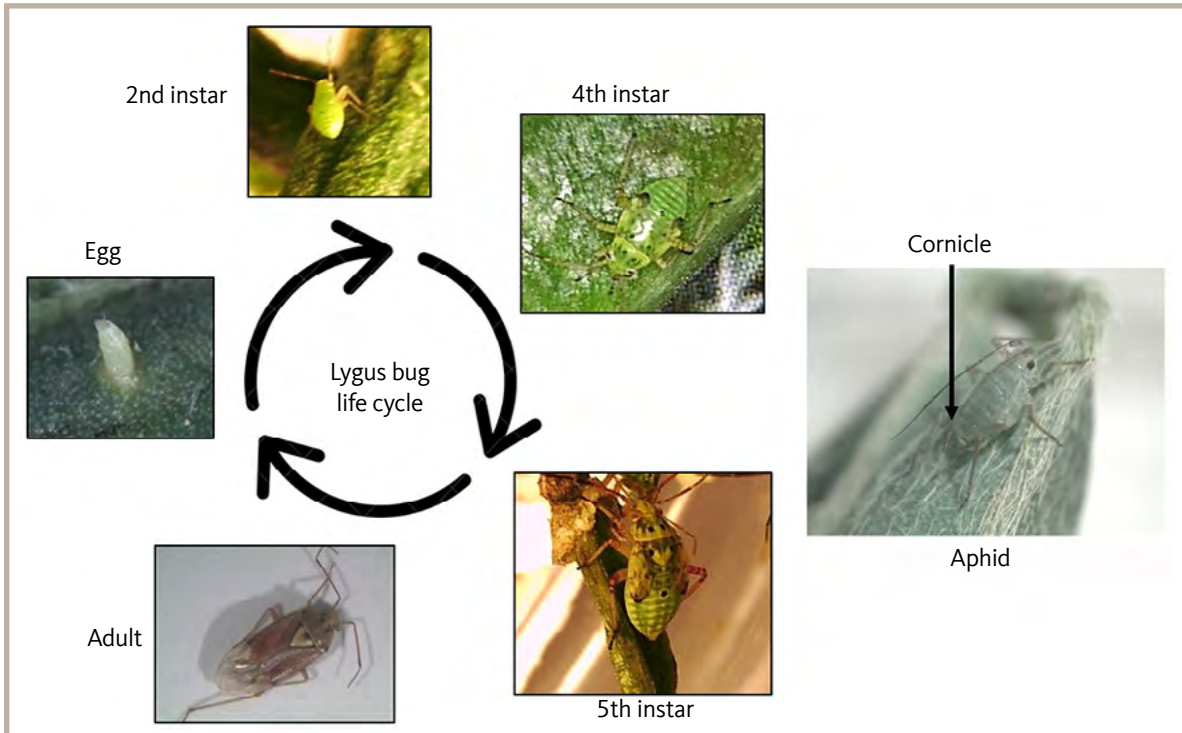 2nd instar
4th instar
Egg
Cornicle
Lygus bug
life cycle
Aphid
Adult
5th instar